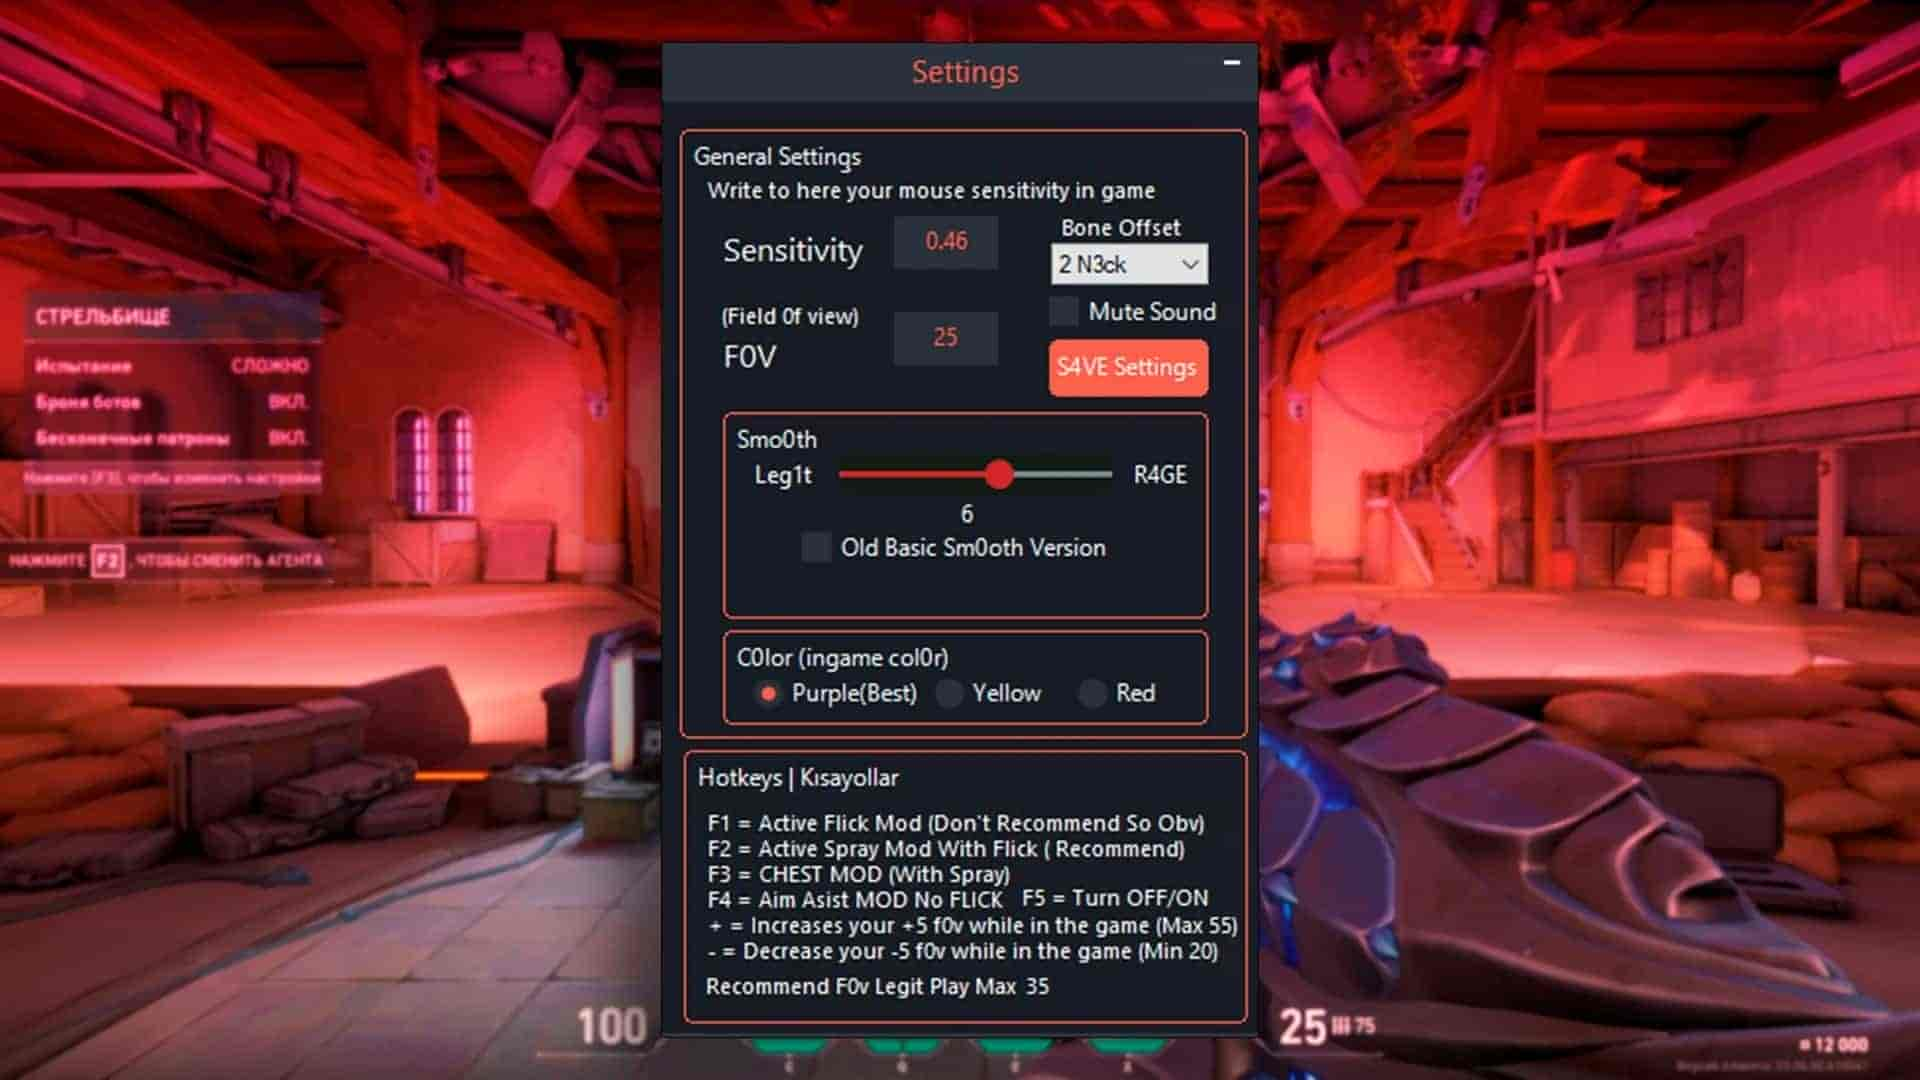 Settings
General Settings
Write to here your mouse sensitivity in game
Sensitivity
0.46
Bone Offset
2 N3ck
Mute Sound
(Field 0f view)
F0V
25
S4VE Settings
Smo0th
Leg1t
R4GE
6
Old Basic Sm0oth Version
C0lor (ingame col0r)
Purple(Best)
Yellow
Red
Hotkeys | Kısayollar
F1 = Active Flick Mod (Don't Recommend So Obv)
F2 = Active Spray Mod With Flick ( Recommend)
F3 = CHEST MOD (With Spray)
F4 = Aim Asist MOD No FLICK F5 = Turn OFF/ON
+ = Increases your +5 f0v while in the game (Max 55)
- = Decrease your -5 f0v while in the game (Min 20)
Recommend F0v Legit Play Max 35
СТРЕЛЬБИЩЕ
Испытание СЛОЖНО
Броня ботов ВКЛ.
Бесконечные патроны ВКЛ.
Нажмите [F3], чтобы изменить настройки
НАЖМИТЕ F2, ЧТОБЫ СМЕНИТЬ АГЕНТА
100
25
75
12 000